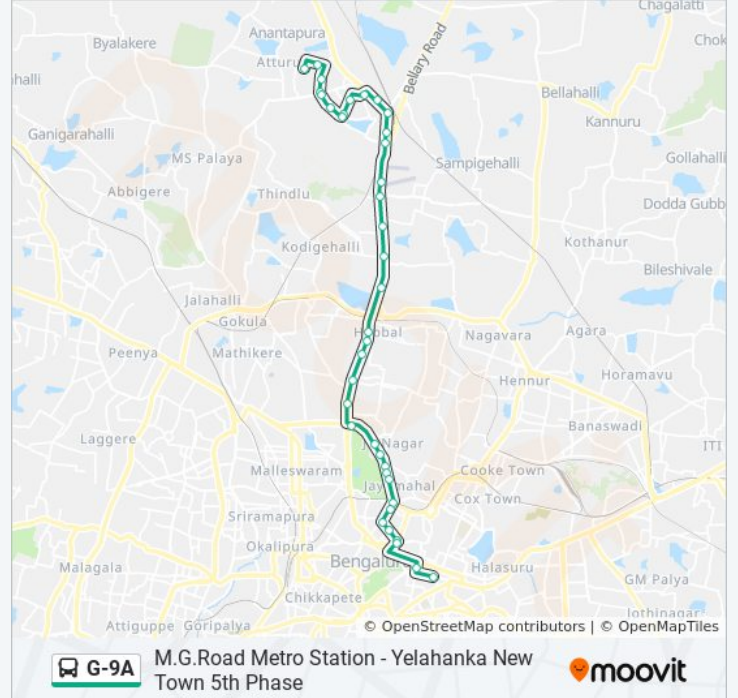 Chagalatti
Anantapura
Byalakere
Chok
Atturu
Bellary Road
halli
Bellahalli
Kannuru
Ganigarahalli
MS Palaya
Sampigehalli
Gollahalli
Abbigere
Thindlu
Dodda Gubb
Kodigehalli
Kothanur
Bileshivale
Jalahalli
Gokula
Hebbal
Nagavara
Agara
Peenya
Mathikere
Hennur
Horamavu
Banaswadi
Laggere
Nagar
ITI
Malleswaram
Cooke Town
Jayamahal
Cox Town
Sriramapura
Okalipura
Malagala
Bengaluru
Halasuru
GM Palya
Chikkapete
Jothinagar
Attiguppe Gōripalya
© OpenStreetMap contributors | © OpenMapTiles
G-9A
M.G.Road Metro Station - Yelahanka New
Town 5th Phase
moovit